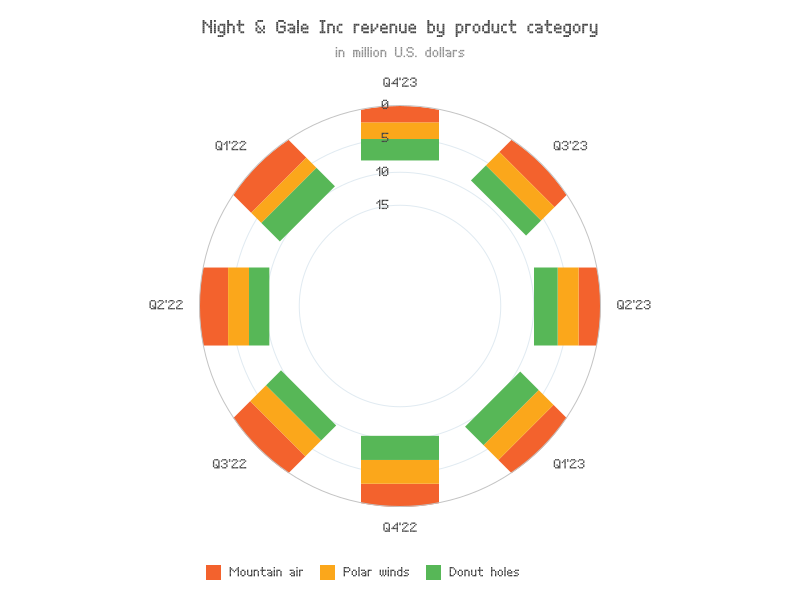 Night & Gale Inc revenue by product category
in million U.S. dollars
Q4'23
0
Q1'22
5
Q3'23
10
15
Q2'22
Q2'23
Q3'22
Q1'23
Q4'22
Mountain air
Polar winds
Donut holes